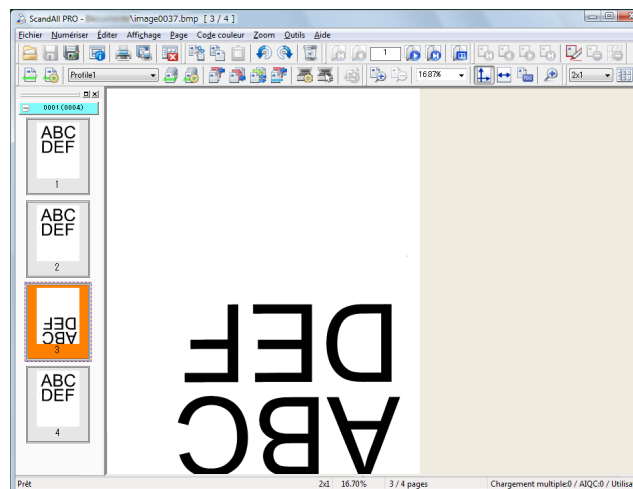 ScandAll PRO - \image0037.bmp [ 3 / 4 ]
Fichier Numériser Éditer Affichage Page Code couleur Zoom Outils Aide
1
Profile1 16.87% 2x1
0001 (0004)
ABC
DEF
1
ABC
DEF
2
ABC
DEF
3
ABC
DEF
4
ABC
DEF
Prêt 2x1 16.70% 3 / 4 pages Chargement multiple:0 / AIQC:0 / Utilisa